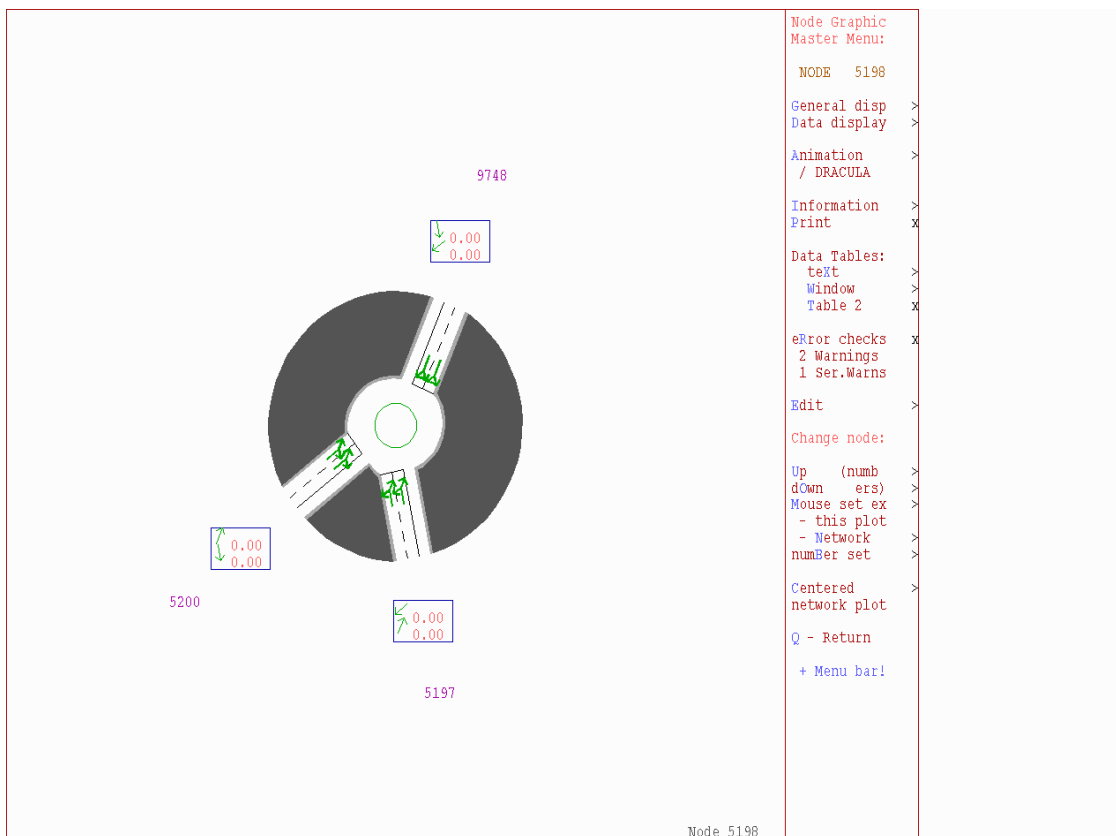 9748
0.00
0.00
0.00
0.00
5200
0.00
0.00
5197
Node 5198
Node Graphic
Master Menu:
NODE 5198
General disp >
Data display >
Animation >
/ DRACULA
Information >
Print x
Data Tables:
teXt >
Window >
Table 2 x
eRror checks x
2 Warnings
1 Ser.Warns
Edit >
Change node:
Up (numb >
dOwn ers) >
Mouse set ex >
- this plot
- Network >
numBer set >
Centered >
network plot
Q - Return
+ Menu bar!